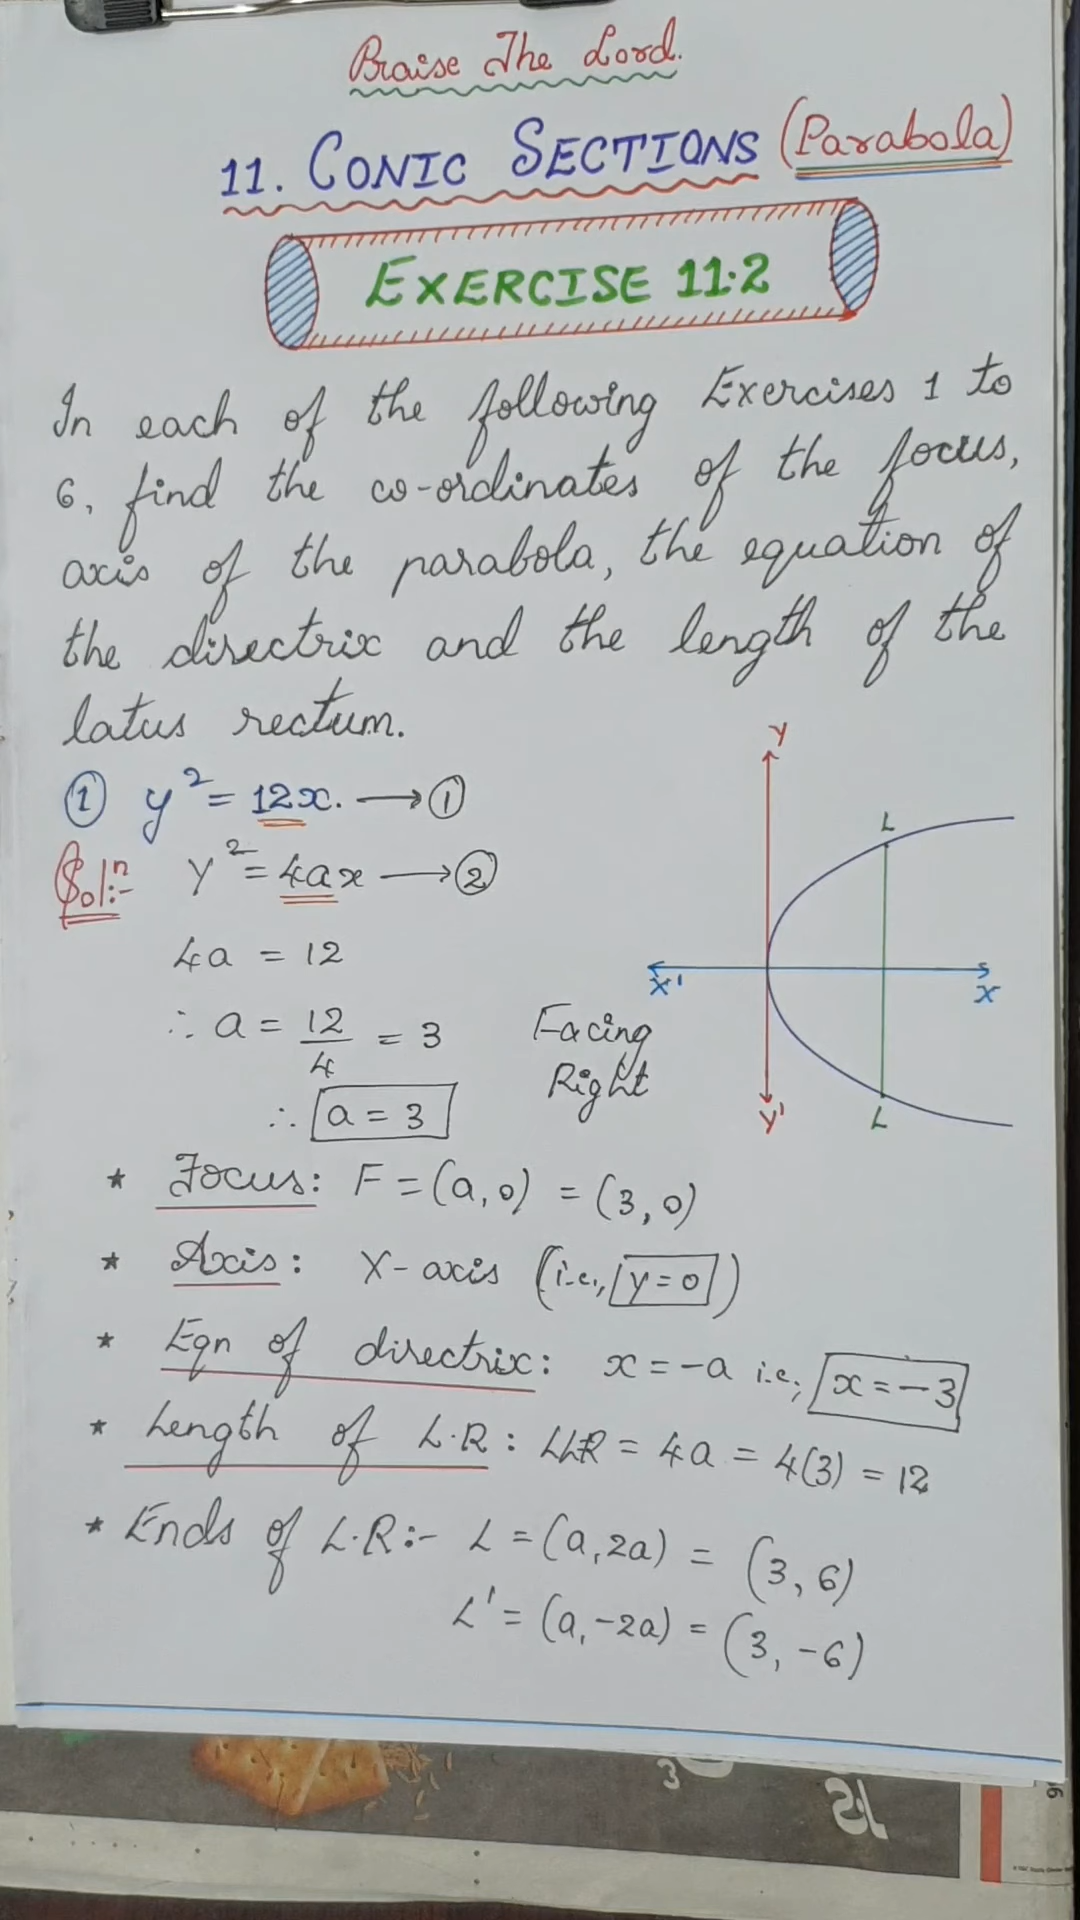 Praise The Lord.
11. CONIC SECTIONS (Parabola)
EXERCISE 11.2
In each of the following Exercises 1 to
6, find the co-ordinates of the focus,
axis of the parabola, the equation of
the directrix and the length of the
latus rectum.
① y² = 12x. ⟶ ①
Solⁿ:- Y² = 4ax ⟶ ②
4a = 12
∴ a = 12/4 = 3
∴ a = 3
Facing
Right
Y
L
X' X
Y' L
* Focus: F = (a, 0) = (3, 0)
* Axis: X-axis (i.e., y = 0)
* Eqn of directrix: x = -a i.e., x = -3
* Length of L.R: LLR = 4a = 4(3) = 12
* Ends of L.R:- L = (a, 2a) = (3, 6)
L' = (a, -2a) = (3, -6)
3